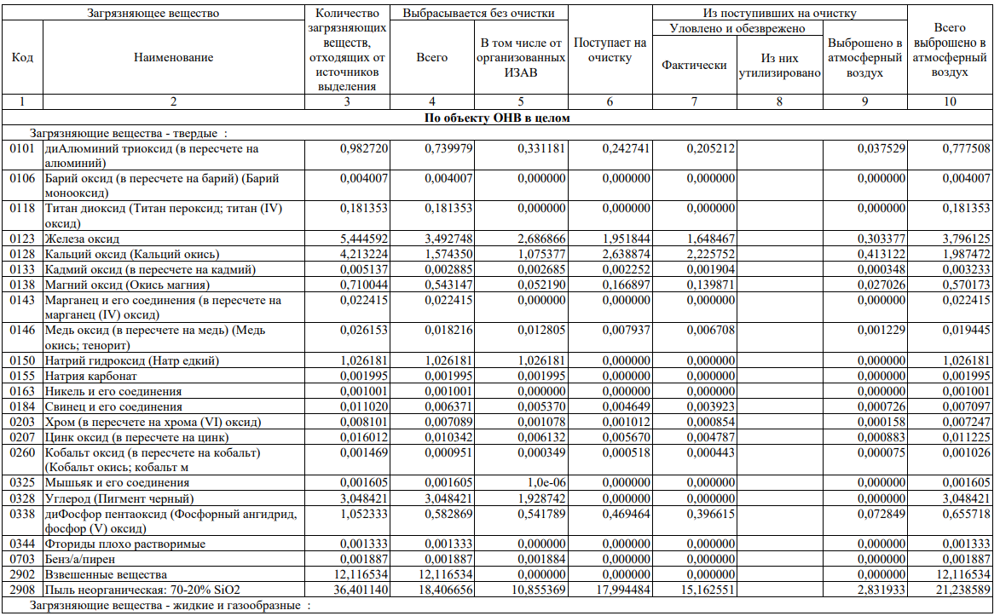 Загрязняющее вещество Количество загрязняющих веществ, отходящих от источников выделения Выбрасывается без очистки Поступает на очистку Из поступивших на очистку Всего выброшено в атмосферный воздух
Код Наименование Всего В том числе от организованных ИЗАВ Уловлено и обезврежено Выброшено в атмосферный воздух
Фактически Из них утилизировано
1 2 3 4 5 6 7 8 9 10
По объекту ОНВ в целом
Загрязняющие вещества - твердые :
0101 диАлюминий триоксид (в пересчете на 0,982720 0,739979 0,331181 0,242741 0,205212 0,037529 0,777508
алюминий)
0106 Барий оксид (в пересчете на барий) (Барий 0,004007 0,004007 0,000000 0,000000 0,000000 0,000000 0,004007
монооксид)
0118 Титан диоксид (Титан пероксид; титан (IV) 0,181353 0,181353 0,000000 0,000000 0,000000 0,000000 0,181353
оксид)
0123 Железа оксид 5,444592 3,492748 2,686866 1,951844 1,648467 0,303377 3,796125
0128 Кальций оксид (Кальций окись) 4,213224 1,574350 1,075377 2,638874 2,225752 0,413122 1,987472
0133 Кадмий оксид (в пересчете на кадмий) 0,005137 0,002885 0,002685 0,002252 0,001904 0,000348 0,003233
0138 Магний оксид (Окись магния) 0,710044 0,543147 0,052190 0,166897 0,139871 0,027026 0,570173
0143 Марганец и его соединения (в пересчете на 0,022415 0,022415 0,000000 0,000000 0,000000 0,000000 0,022415
марганец (IV) оксид)
0146 Медь оксид (в пересчете на медь) (Медь 0,026153 0,018216 0,012805 0,007937 0,006708 0,001229 0,019445
окись; тенорит)
0150 Натрий гидроксид (Натр едкий) 1,026181 1,026181 1,026181 0,000000 0,000000 0,000000 1,026181
0155 Натрия карбонат 0,001995 0,001995 0,001995 0,000000 0,000000 0,000000 0,001995
0163 Никель и его соединения 0,001001 0,001001 0,000000 0,000000 0,000000 0,000000 0,001001
0184 Свинец и его соединения 0,011020 0,006371 0,005370 0,004649 0,003923 0,000726 0,007097
0203 Хром (в пересчете на хрома (VI) оксид) 0,008101 0,007089 0,001078 0,001012 0,000854 0,000158 0,007247
0207 Цинк оксид (в пересчете на цинк) 0,016012 0,010342 0,006132 0,005670 0,004787 0,000883 0,011225
0260 Кобальт оксид (в пересчете на кобальт) 0,001469 0,000951 0,000349 0,000518 0,000443 0,000075 0,001026
(Кобальт окись; кобальт м
0325 Мышьяк и его соединения 0,001605 0,001605 1,0e-06 0,000000 0,000000 0,000000 0,001605
0328 Углерод (Пигмент черный) 3,048421 3,048421 1,928742 0,000000 0,000000 0,000000 3,048421
0338 диФосфор пентаоксид (Фосфорный ангидрид, 1,052333 0,582869 0,541789 0,469464 0,396615 0,072849 0,655718
фосфор (V) оксид)
0344 Фториды плохо растворимые 0,001333 0,001333 0,000000 0,000000 0,000000 0,000000 0,001333
0703 Бенз/а/пирен 0,001887 0,001887 0,001884 0,000000 0,000000 0,000000 0,001887
2902 Взвешенные вещества 12,116534 12,116534 0,000000 0,000000 0,000000 0,000000 12,116534
2908 Пыль неорганическая: 70-20% SiO2 36,401140 18,406656 10,855369 17,994484 15,162551 2,831933 21,238589
Загрязняющие вещества - жидкие и газообразные :